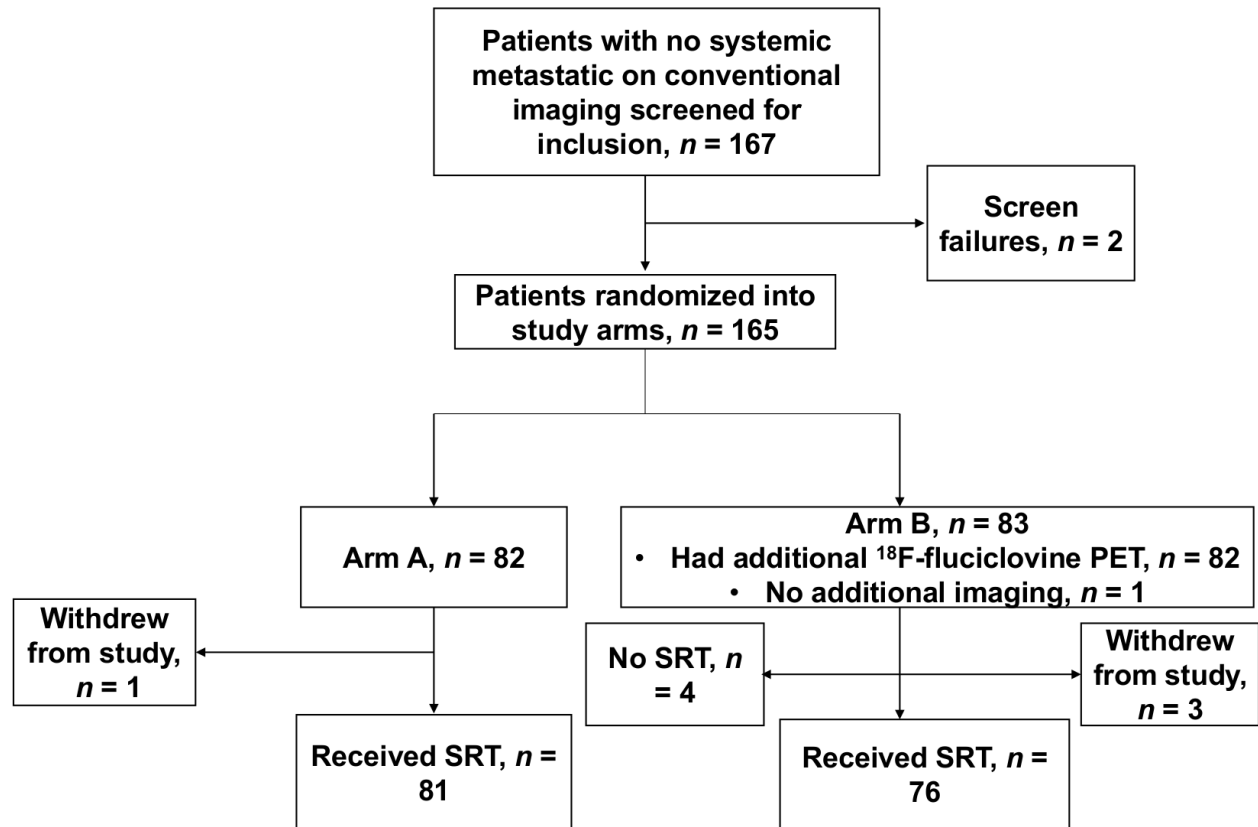 Patients with no systemic
metastatic on conventional
imaging screened for
inclusion, n = 167
Screen
failures, n = 2
Patients randomized into
study arms, n = 165
Arm A, n = 82
Arm B, n = 83
• Had additional ¹⁸F-fluciclovine PET, n = 82
• No additional imaging, n = 1
Withdrew
from study,
n = 1
No SRT, n
= 4
Withdrew
from study,
n = 3
Received SRT, n =
81
Received SRT, n =
76